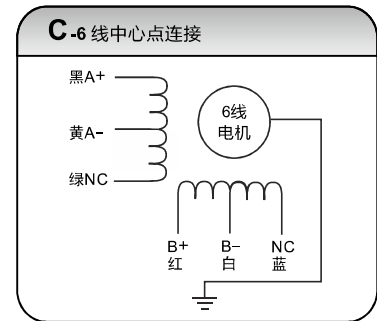 C-6 线中心点连接
黑A+
黄A-
绿NC
6线
电机
B+ B- NC
红 白 蓝